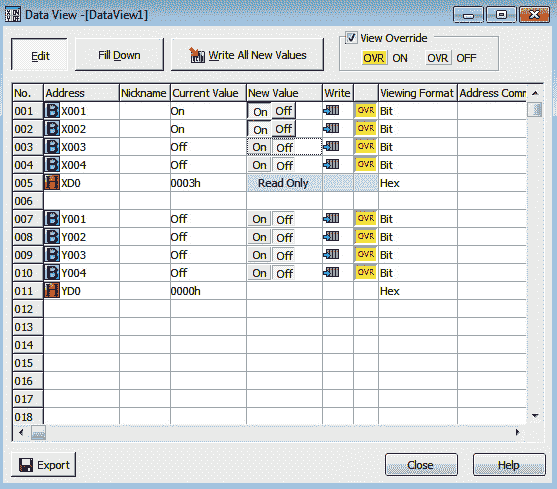 Data View -[DataView1]
Edit Fill Down Write All New Values View Override OVR ON OVR OFF
No. Address Nickname Current Value New Value Write OVR Viewing Format Address Comm
001 B X001 On On Off OVR Bit
002 B X002 On On Off OVR Bit
003 B X003 Off On Off OVR Bit
004 B X004 Off On Off OVR Bit
005 H XD0 0003h Read Only Hex
006
007 B Y001 Off On Off OVR Bit
008 B Y002 Off On Off OVR Bit
009 B Y003 Off On Off OVR Bit
010 B Y004 Off On Off OVR Bit
011 H YD0 0000h Hex
012
013
014
015
016
017
018
Export Close Help